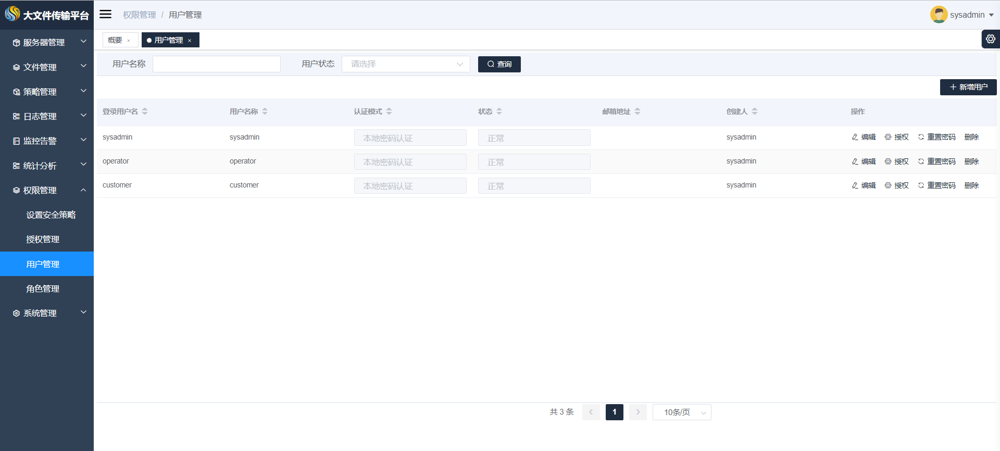 大文件传输平台
权限管理 / 用户管理
sysadmin
服务器管理
文件管理
策略管理
日志管理
监控告警
统计分析
权限管理
设置安全策略
授权管理
用户管理
角色管理
系统管理
概要 ×
用户管理 ×
用户名称
用户状态 请选择 查询
新增用户
登录用户名 用户名称 认证模式 状态 邮箱地址 创建人 操作
sysadmin sysadmin 本地密码认证 正常 sysadmin 编辑 授权 重置密码 删除
operator operator 本地密码认证 正常 sysadmin 编辑 授权 重置密码 删除
customer customer 本地密码认证 正常 sysadmin 编辑 授权 重置密码 删除
共 3 条 1 10条/页